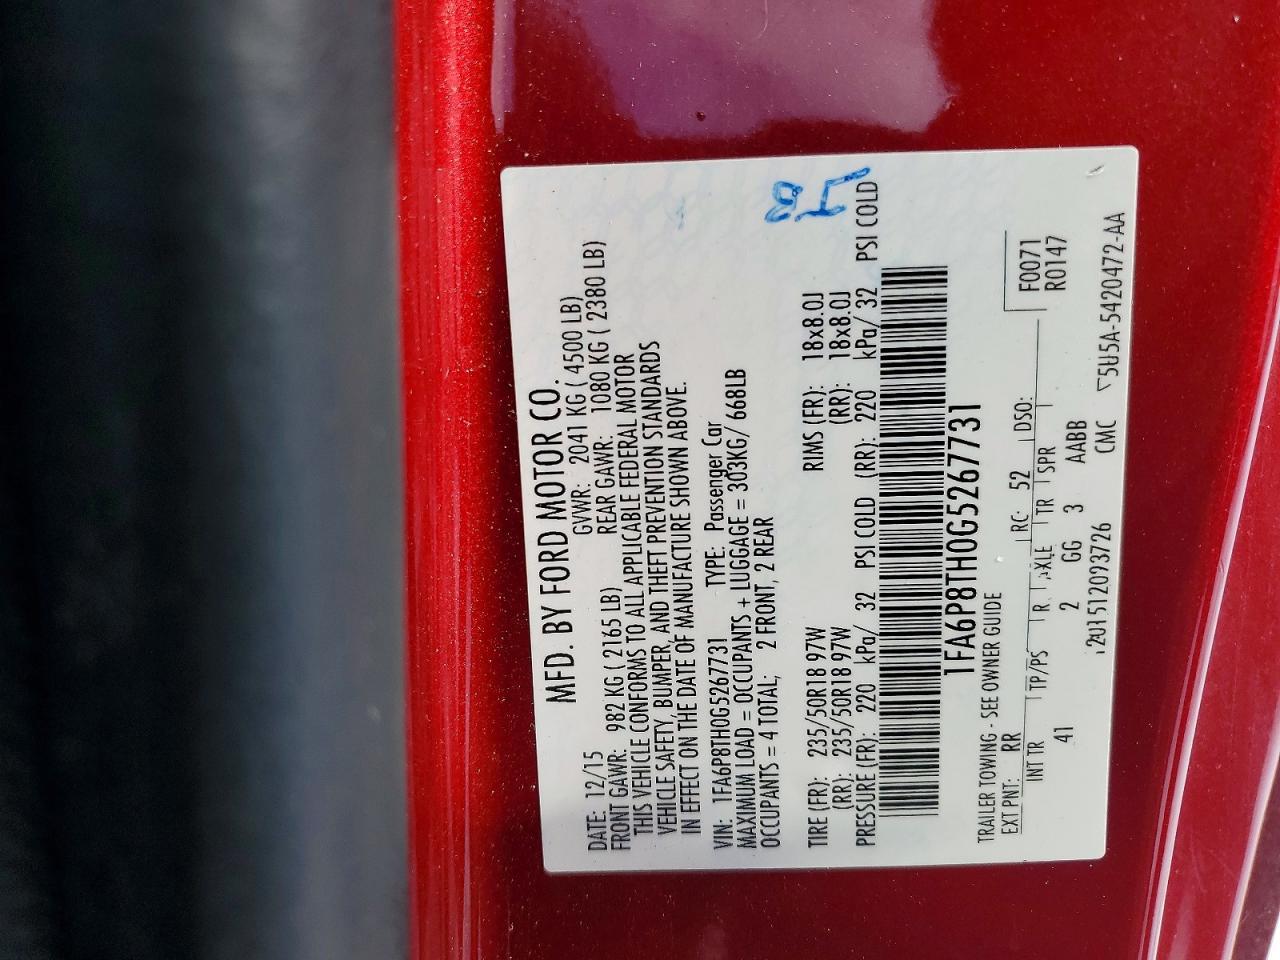 MFD. BY FORD MOTOR CO.
DATE: 12/15 GVWR: 2041 KG ( 4500 LB)
FRONT GAWR: 982 KG ( 2165 LB) REAR GAWR: 1080 KG ( 2380 LB)
THIS VEHICLE CONFORMS TO ALL APPLICABLE FEDERAL MOTOR
VEHICLE SAFETY, BUMPER, AND THEFT PREVENTION STANDARDS
IN EFFECT ON THE DATE OF MANUFACTURE SHOWN ABOVE.
VIN: 1FA6P8TH0G5267731 TYPE: Passenger Car
MAXIMUM LOAD = OCCUPANTS + LUGGAGE = 303KG/ 668LB
OCCUPANTS = 4 TOTAL; 2 FRONT, 2 REAR
TIRE (FR): 235/50R18 97W RIMS (FR): 18x8.0J
(RR): 235/50R18 97W (RR): 18x8.0J
PRESSURE (FR): 220 kPa/ 32 PSI COLD (RR): 220 kPa/ 32 PSI COLD
1FA6P8TH0G5267731
TRAILER TOWING - SEE OWNER GUIDE
EXT PNT: RR RC: 52 DSO: F0071
R0147
INT TR TP/PS R AXLE TR SPR
41 2 GG 3 AABB
2015120 93726 CMC 5U5A-5420472-AA